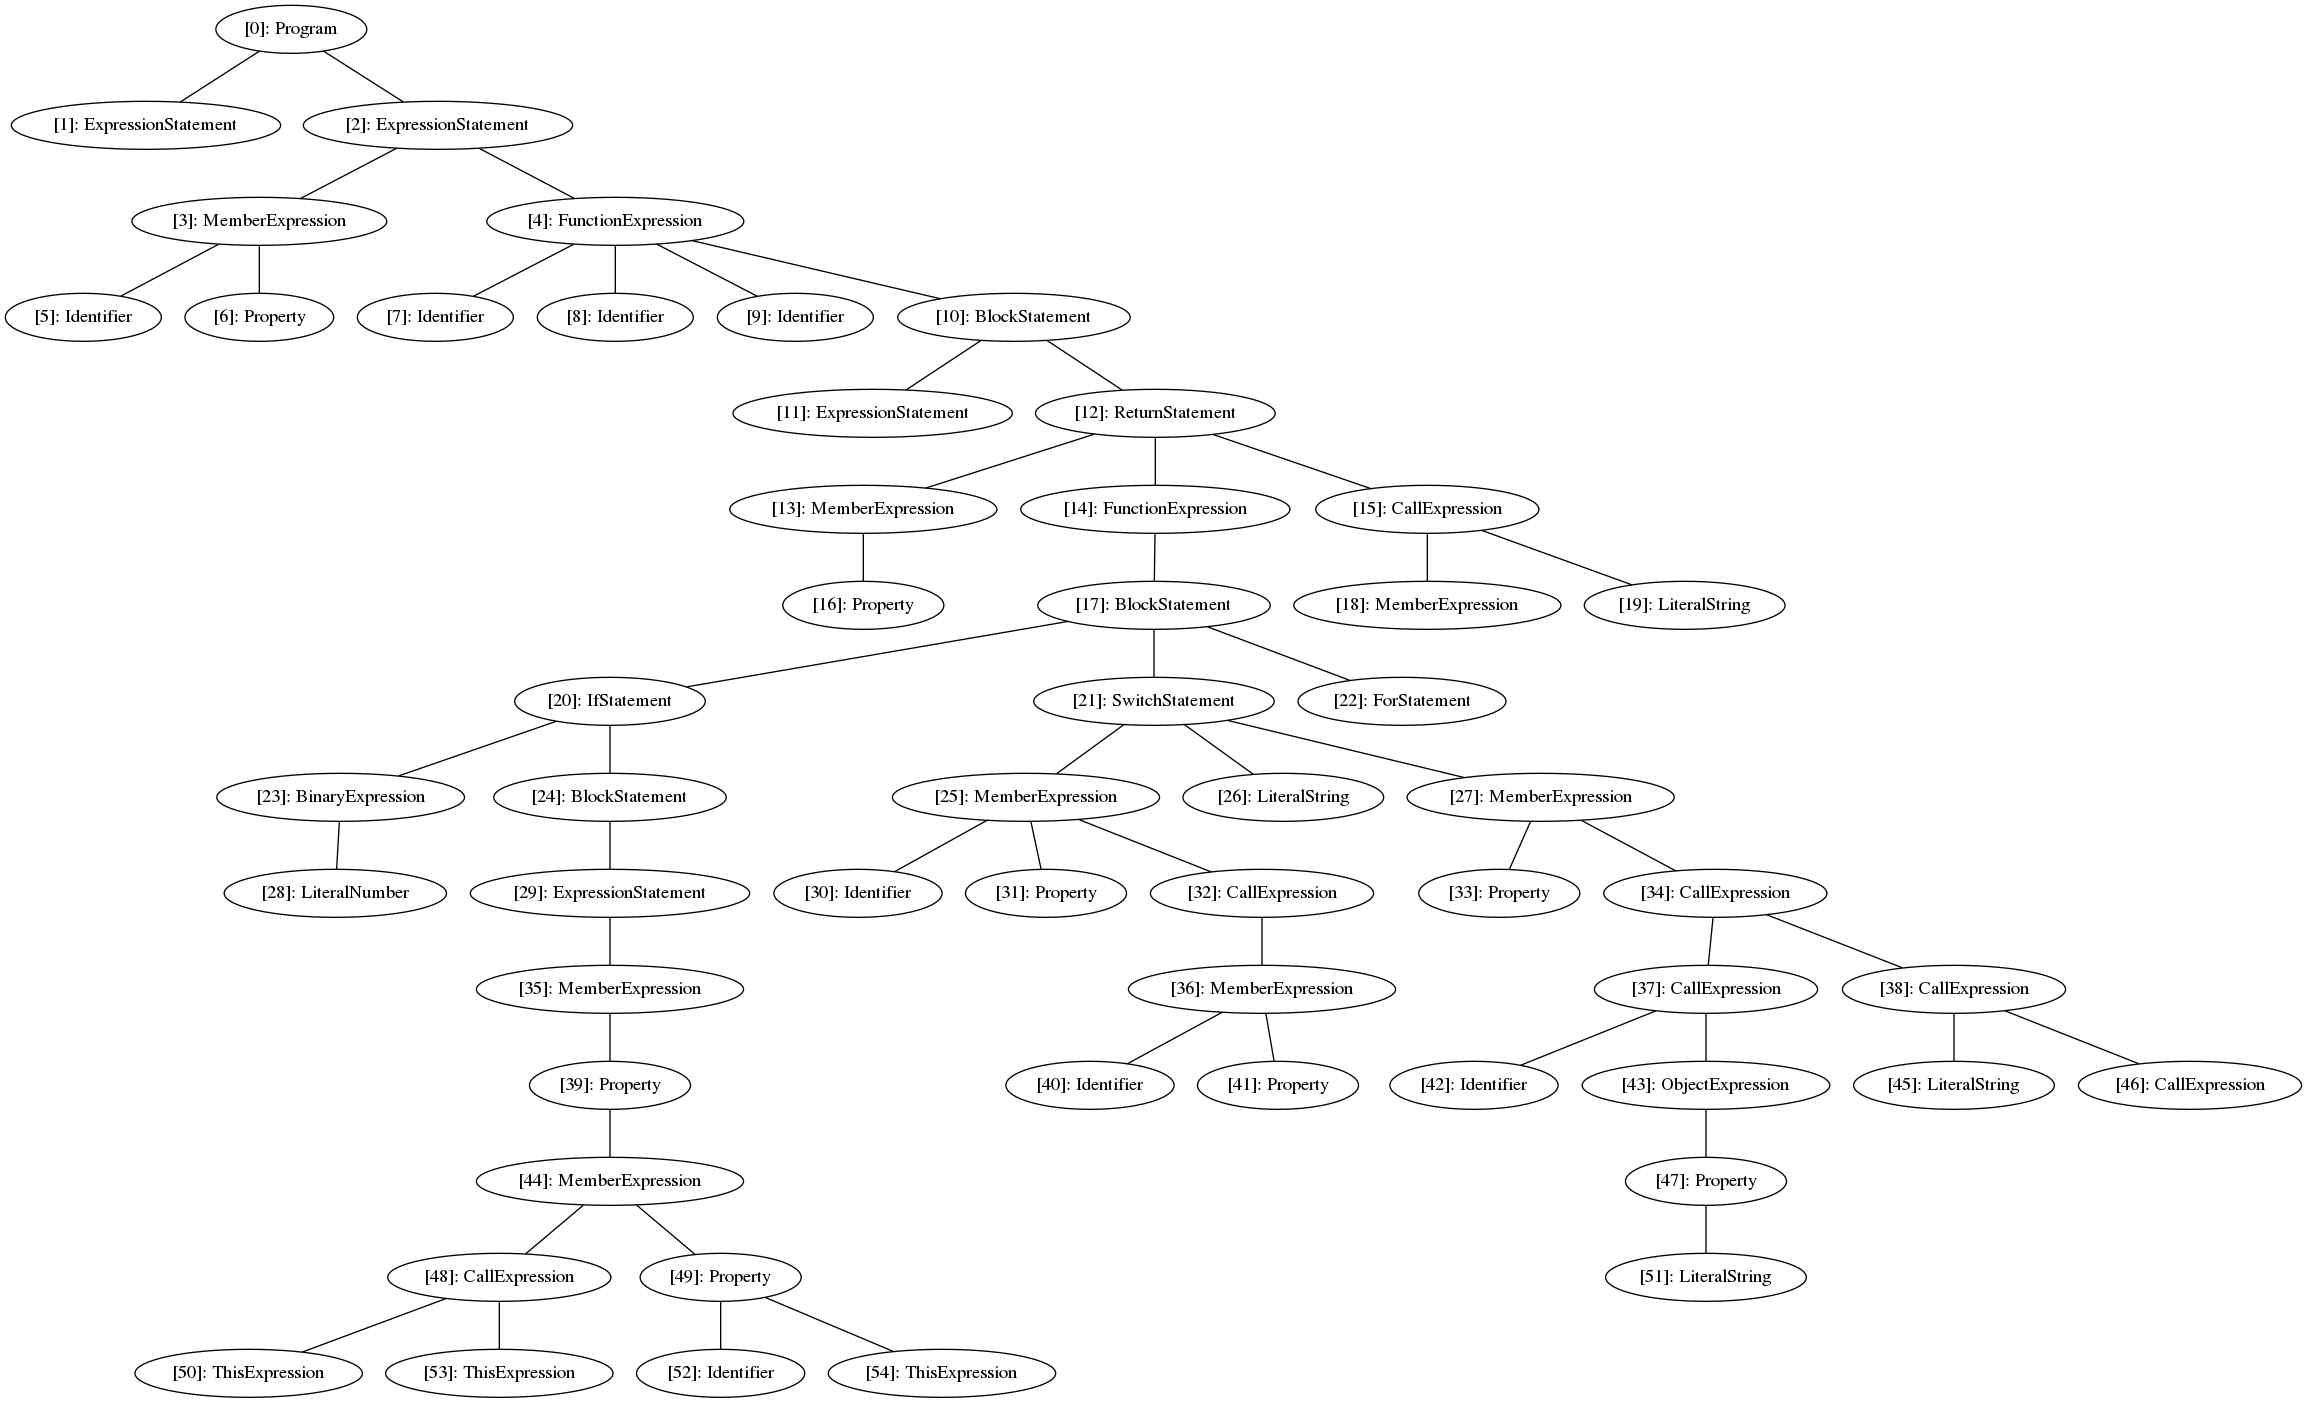 [0]: Program
[1]: ExpressionStatement
[2]: ExpressionStatement
[3]: MemberExpression
[4]: FunctionExpression
[5]: Identifier
[6]: Property
[7]: Identifier
[8]: Identifier
[9]: Identifier
[10]: BlockStatement
[11]: ExpressionStatement
[12]: ReturnStatement
[13]: MemberExpression
[14]: FunctionExpression
[15]: CallExpression
[16]: Property
[17]: BlockStatement
[18]: MemberExpression
[19]: LiteralString
[20]: IfStatement
[21]: SwitchStatement
[22]: ForStatement
[23]: BinaryExpression
[24]: BlockStatement
[25]: MemberExpression
[26]: LiteralString
[27]: MemberExpression
[28]: LiteralNumber
[29]: ExpressionStatement
[30]: Identifier
[31]: Property
[32]: CallExpression
[33]: Property
[34]: CallExpression
[35]: MemberExpression
[36]: MemberExpression
[37]: CallExpression
[38]: CallExpression
[39]: Property
[40]: Identifier
[41]: Property
[42]: Identifier
[43]: ObjectExpression
[45]: LiteralString
[46]: CallExpression
[44]: MemberExpression
[47]: Property
[48]: CallExpression
[49]: Property
[51]: LiteralString
[50]: ThisExpression
[53]: ThisExpression
[52]: Identifier
[54]: ThisExpression